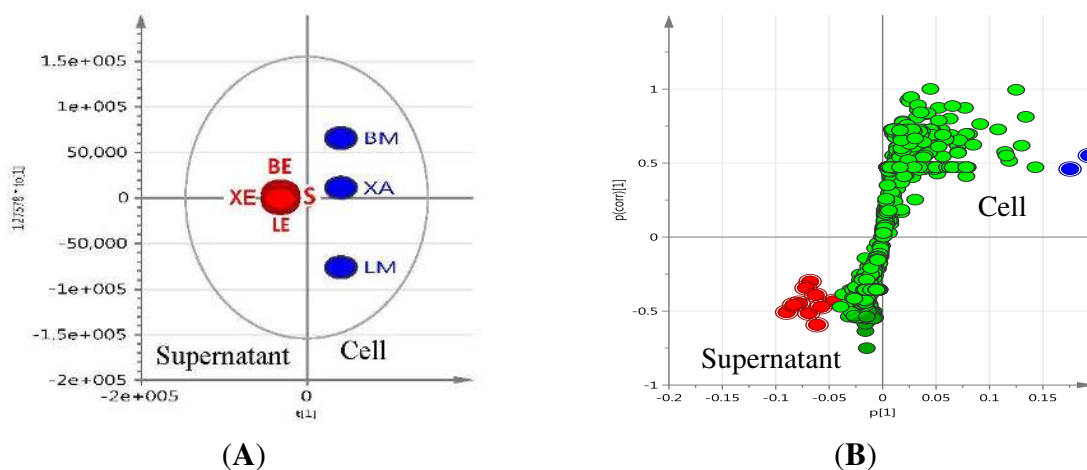 1.5e+005
1e+005
50,000
0
-50,000
-1e+005
-1.5e+005
-2e+005
BM
BE
XE S XA
LE
LM
Supernatant Cell
-2e+005 0
t[1]
(A)
p(corr)[1]
1
0.5
0
-0.5
-1
Cell
Supernatant
-0.2 -0.15 -0.1 -0.05 0 0.05 0.1 0.15
p[1]
(B)